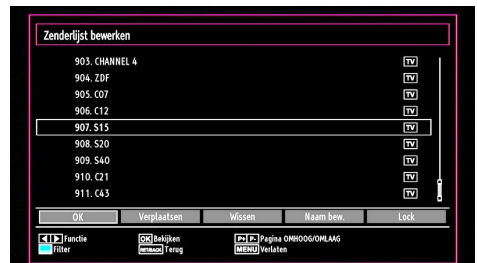 Zenderlijst bewerken
903. CHANNEL 4 TV
904. ZDF TV
905. C07 TV
906. C12 TV
907. S15 TV
908. S20 TV
909. S40 TV
910. C21 TV
911. C43 TV
OK Verplaatsen Wissen Naam bew. Lock
Functie OK Bekijken P+ P- Pagina OMHOOG/OMLAAG
Filter RET/BACK Terug MENU Verlaten